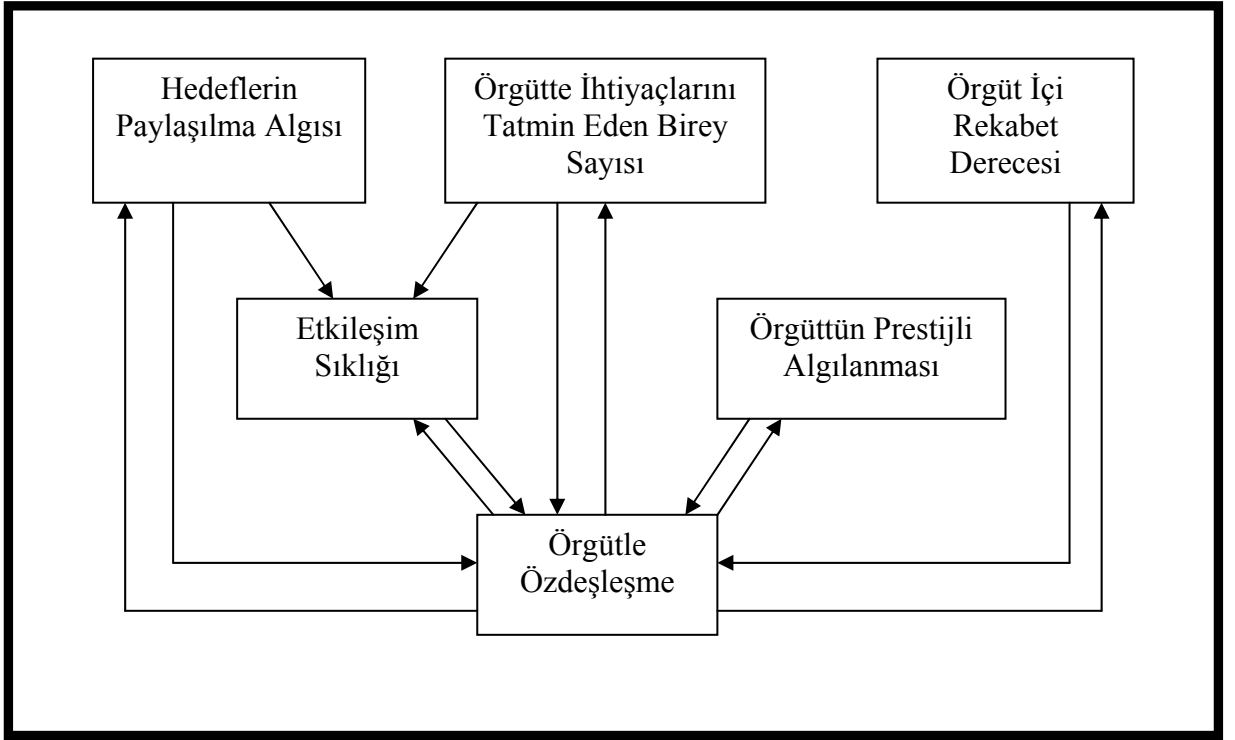 Hedeflerin
Paylaşılma Algısı
Örgütte İhtiyaçlarını
Tatmin Eden Birey
Sayısı
Örgüt İçi
Rekabet
Derecesi
Etkileşim
Sıklığı
Örgüttün Prestijli
Algılanması
Örgütle
Özdeşleşme